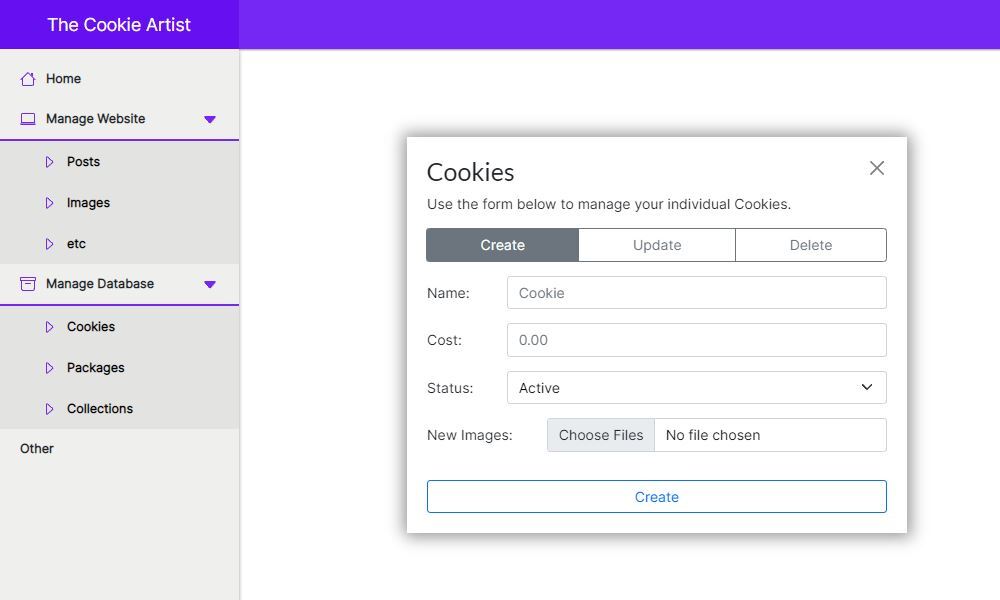 The Cookie Artist
Home
Manage Website
Posts
Images
etc
Manage Database
Cookies
Packages
Collections
Other
Cookies
Use the form below to manage your individual Cookies.
Create Update Delete
Name: Cookie
Cost: 0.00
Status: Active
New Images: Choose Files No file chosen
Create